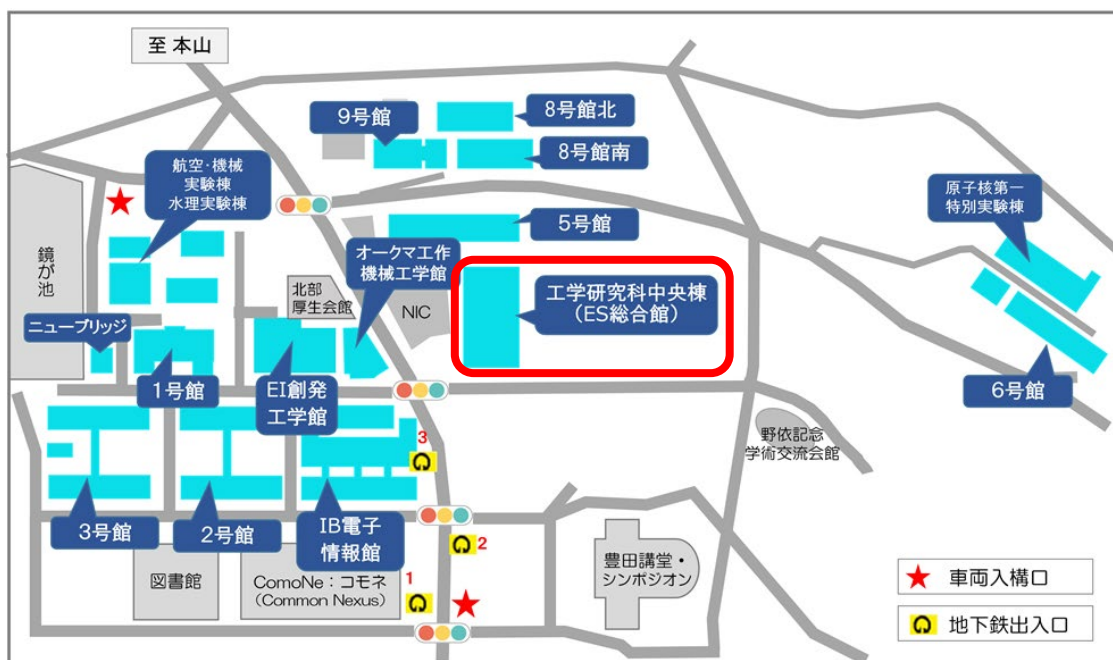 至 本山
8号館北
9号館
8号館南
航空・機械
実験棟
水理実験棟
原子核第一
特別実験棟
5号館
オークマ工作
機械工学館
鏡が池
北部
厚生会館
NIC
工学研究科中央棟
（ES総合館）
ニューブリッジ
1号館
EI創発
工学館
6号館
野依記念
学術交流会館
3
3号館
2号館
IB電子
情報館
2
図書館
ComoNe：コモネ
（Common Nexus）
1
豊田講堂・
シンポジオン
車両入構口
地下鉄出入口